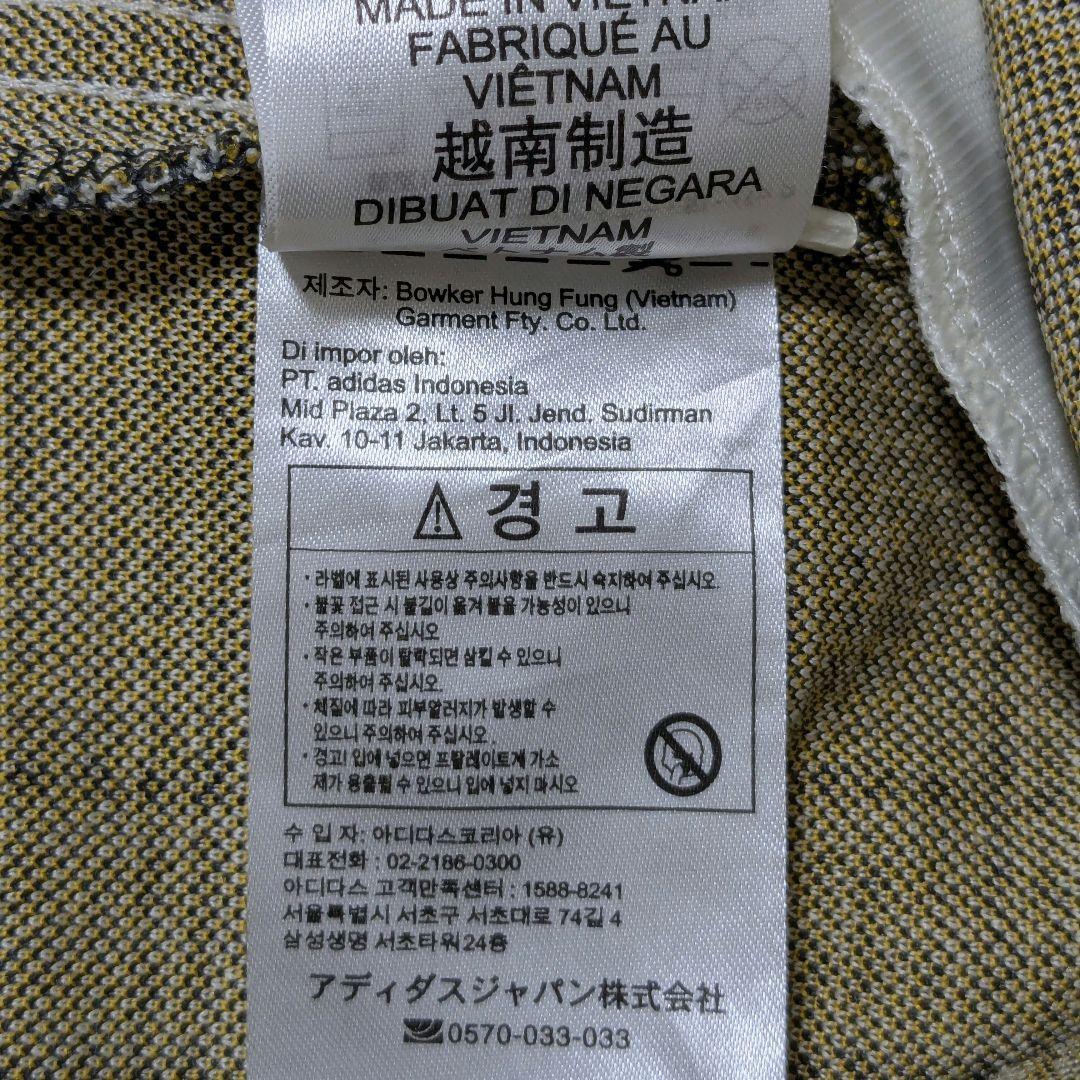 MADE IN VIETNAM
FABRIQUÉ AU
VIÊTNAM
越南制造
DIBUAT DI NEGARA
VIETNAM
제조자: Bowker Hung Fung (Vietnam)
Garment Fty. Co. Ltd.
Di impor oleh:
PT. adidas Indonesia
Mid Plaza 2, Lt. 5 Jl. Jend. Sudirman
Kav. 10-11 Jakarta, Indonesia
경 고
· 라벨에 표시된 사용상 주의사항을 반드시 숙지하여 주십시오.
· 불꽃 접근 시 불길이 옮겨 붙을 가능성이 있으니
주의하여 주십시오
· 작은 부품이 탈락되면 삼킬 수 있으니
주의하여 주십시오.
· 체질에 따라 피부알러지가 발생할 수
있으니 주의하여 주십시오.
· 경고! 입에 넣으면 프탈레이트계 가소
제가 용출될 수 있으니 입에 넣지 마시오
수 입 자: 아디다스코리아 (유)
대표전화 : 02-2186-0300
아디다스 고객만족센터 : 1588-8241
서울특별시 서초구 서초대로 74길 4
삼성생명 서초타워24층
アディダスジャパン株式会社
0570-033-033